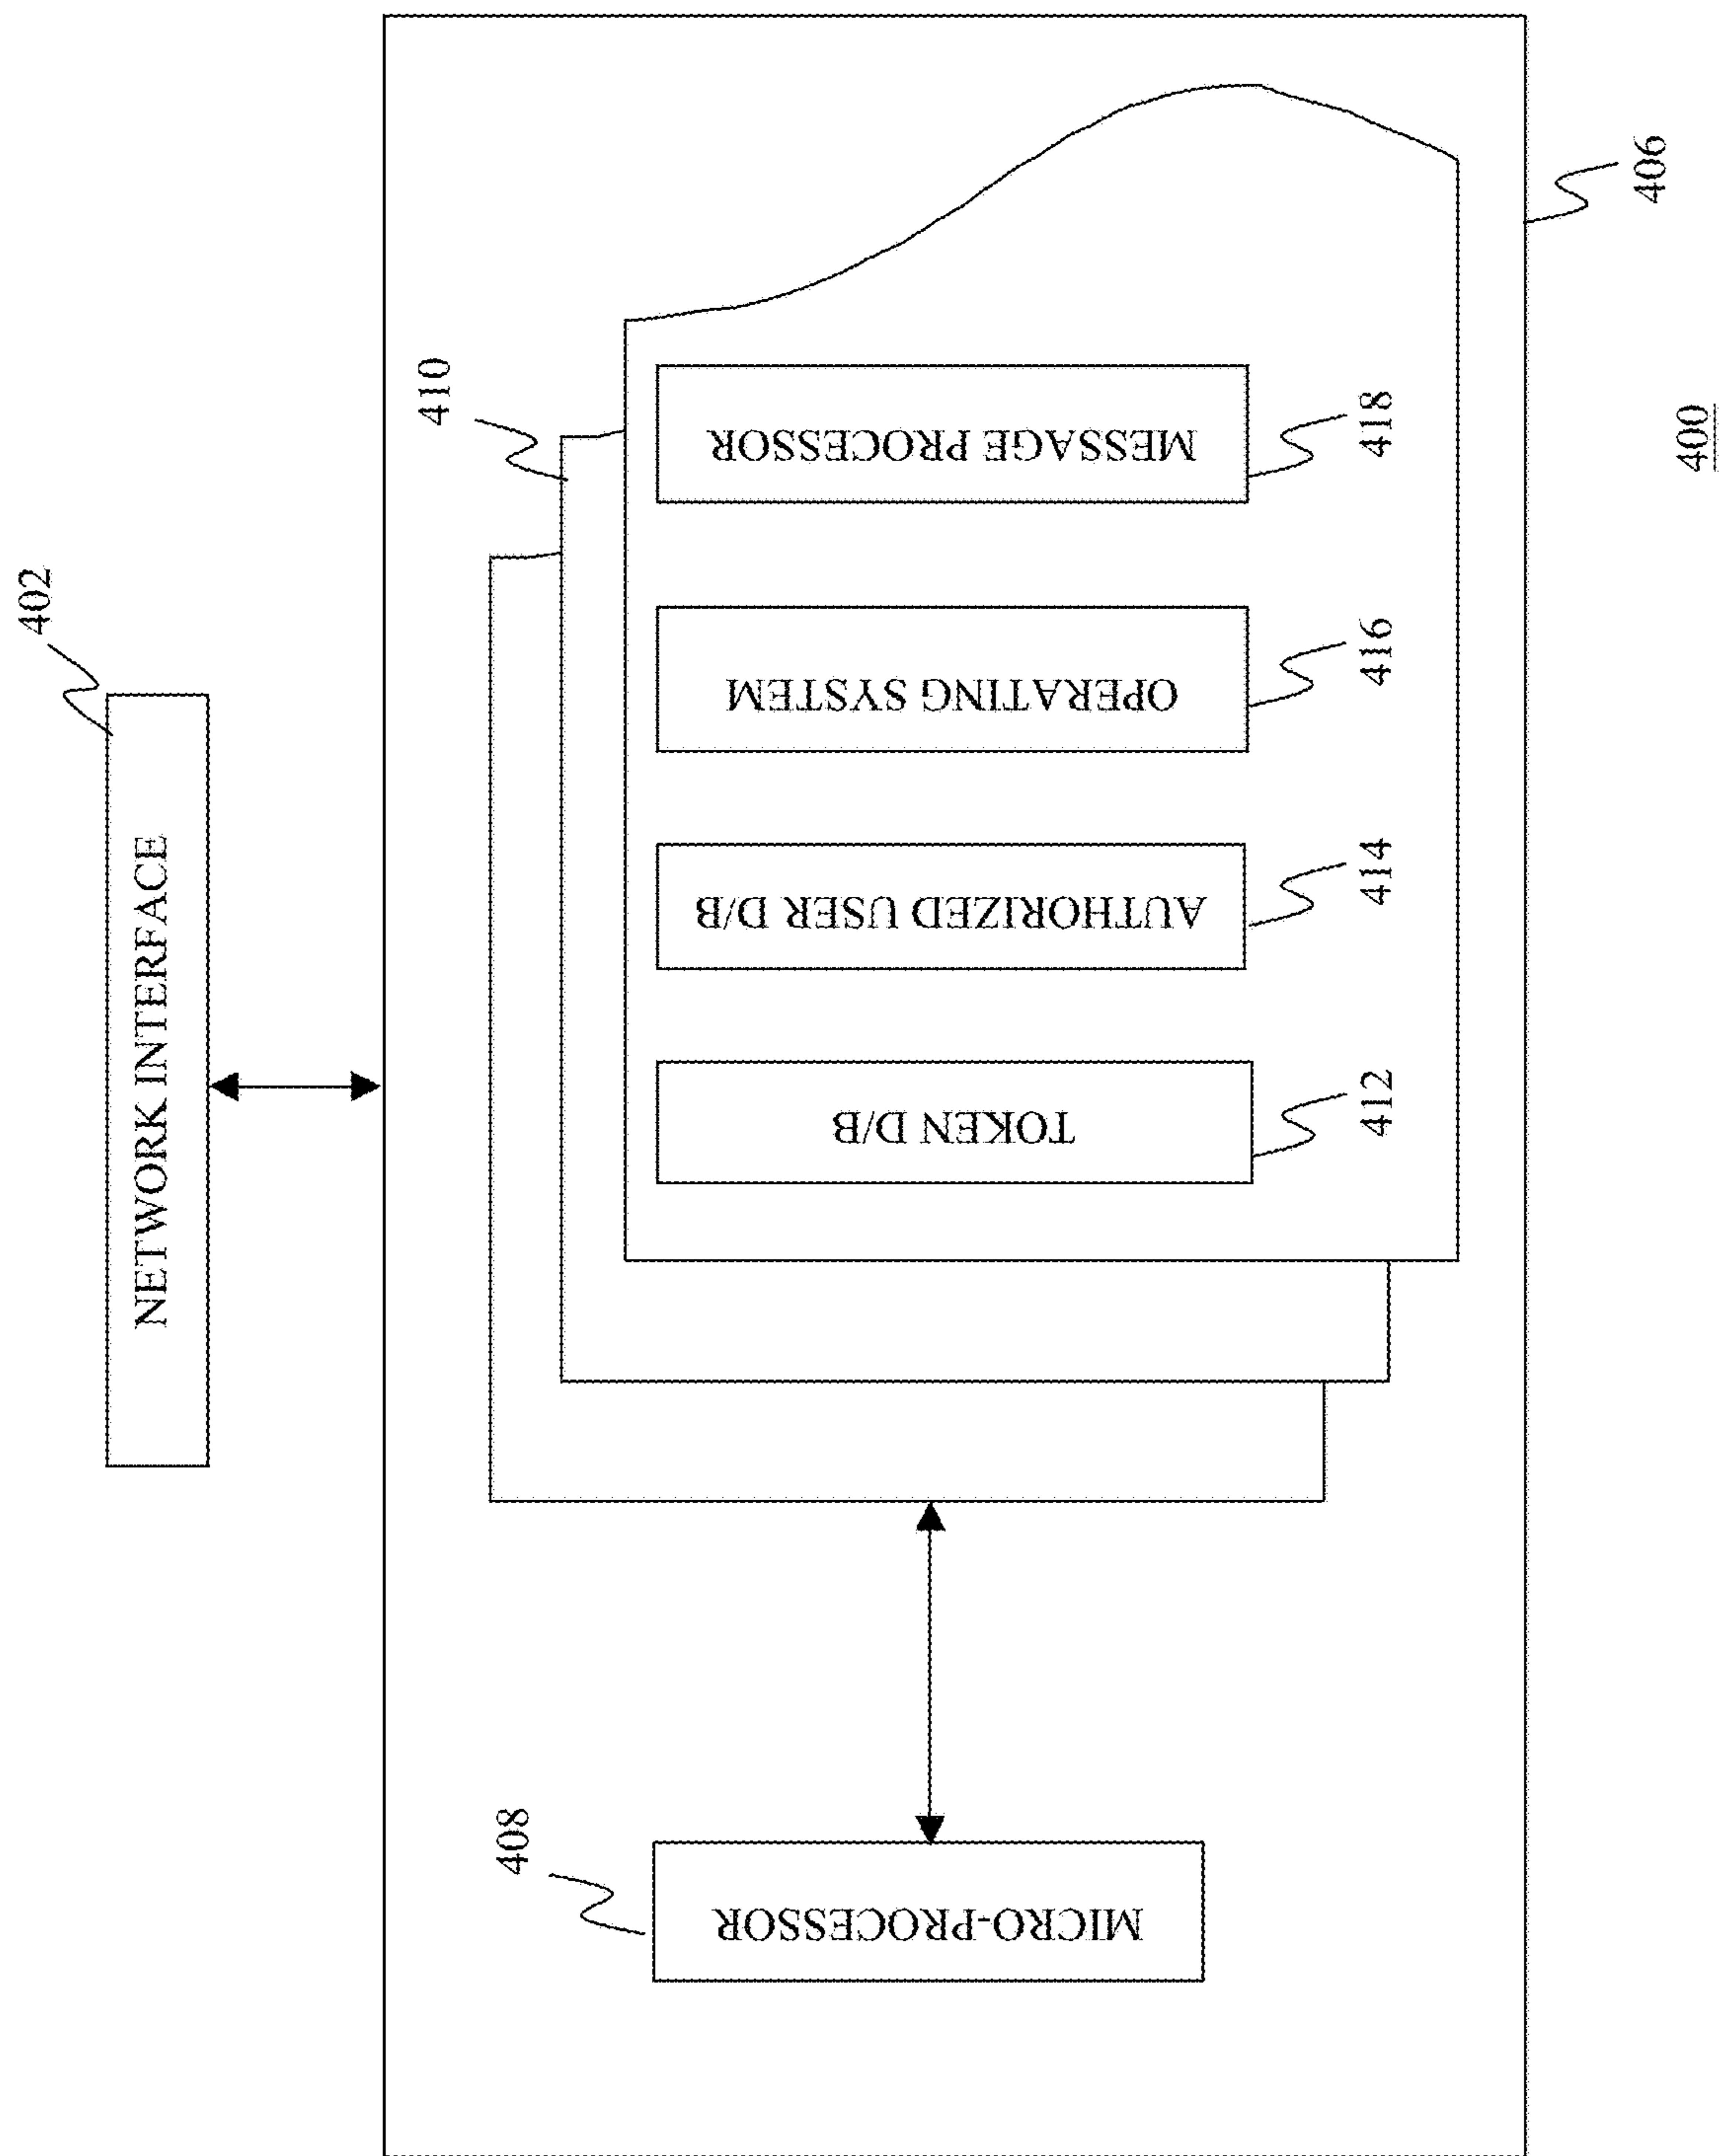 402
NETWORK INTERFACE
408
MICRO-PROCESSOR
410
TOKEN D/B
412
AUTHORIZED USER D/B
414
OPERATING SYSTEM
416
MESSAGE PROCESSOR
418
406
400